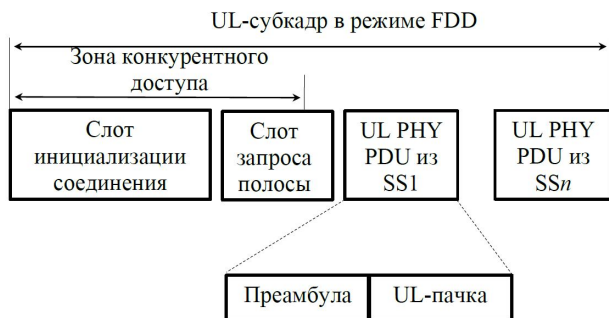 UL-субкадр в режиме FDD
Зона конкурентного
доступа
Слот
инициализации
соединения
Слот
запроса
полосы
UL PHY
PDU из
SS1
UL PHY
PDU из
SSn
Преамбула
UL-пачка